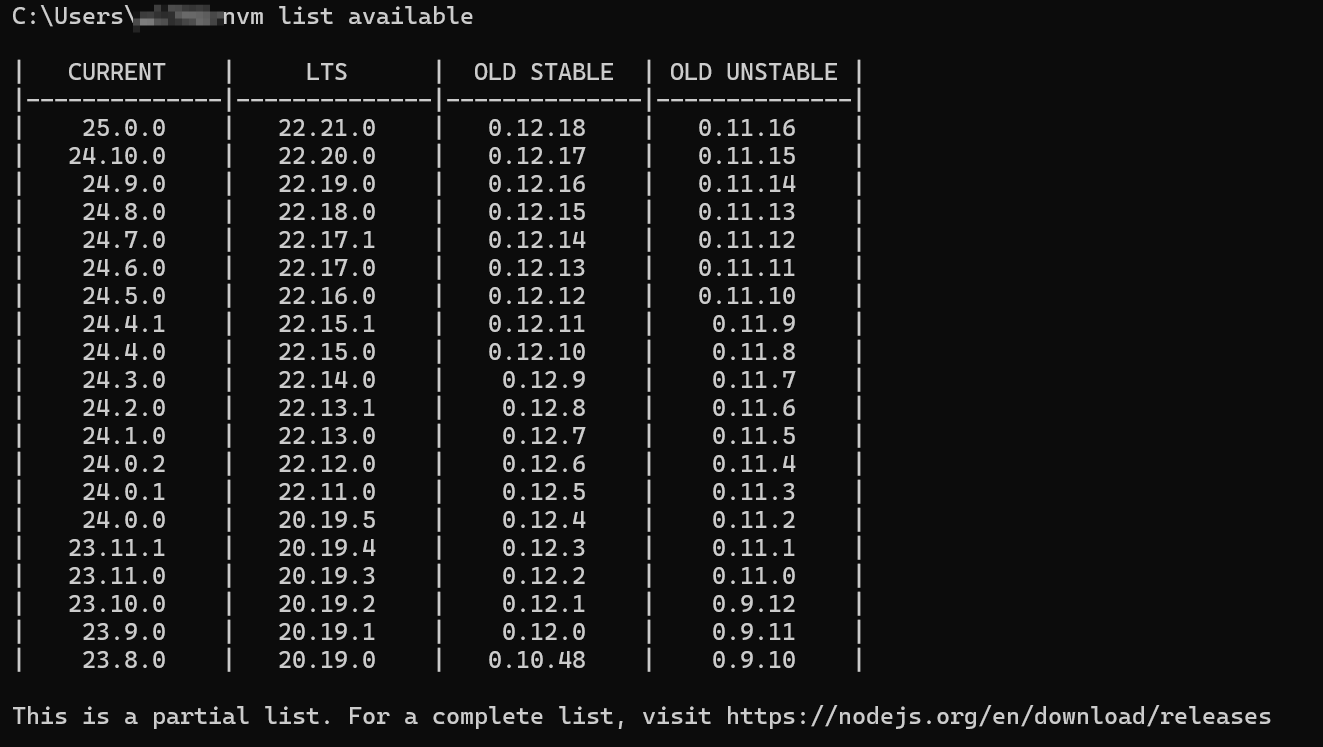 C:\Users\ nvm list available
| CURRENT | LTS | OLD STABLE | OLD UNSTABLE |
|--------------|--------------|--------------|--------------|
| 25.0.0 | 22.21.0 | 0.12.18 | 0.11.16 |
| 24.10.0 | 22.20.0 | 0.12.17 | 0.11.15 |
| 24.9.0 | 22.19.0 | 0.12.16 | 0.11.14 |
| 24.8.0 | 22.18.0 | 0.12.15 | 0.11.13 |
| 24.7.0 | 22.17.1 | 0.12.14 | 0.11.12 |
| 24.6.0 | 22.17.0 | 0.12.13 | 0.11.11 |
| 24.5.0 | 22.16.0 | 0.12.12 | 0.11.10 |
| 24.4.1 | 22.15.1 | 0.12.11 | 0.11.9 |
| 24.4.0 | 22.15.0 | 0.12.10 | 0.11.8 |
| 24.3.0 | 22.14.0 | 0.12.9 | 0.11.7 |
| 24.2.0 | 22.13.1 | 0.12.8 | 0.11.6 |
| 24.1.0 | 22.13.0 | 0.12.7 | 0.11.5 |
| 24.0.2 | 22.12.0 | 0.12.6 | 0.11.4 |
| 24.0.1 | 22.11.0 | 0.12.5 | 0.11.3 |
| 24.0.0 | 20.19.5 | 0.12.4 | 0.11.2 |
| 23.11.1 | 20.19.4 | 0.12.3 | 0.11.1 |
| 23.11.0 | 20.19.3 | 0.12.2 | 0.11.0 |
| 23.10.0 | 20.19.2 | 0.12.1 | 0.9.12 |
| 23.9.0 | 20.19.1 | 0.12.0 | 0.9.11 |
| 23.8.0 | 20.19.0 | 0.10.48 | 0.9.10 |
This is a partial list. For a complete list, visit https://nodejs.org/en/download/releases